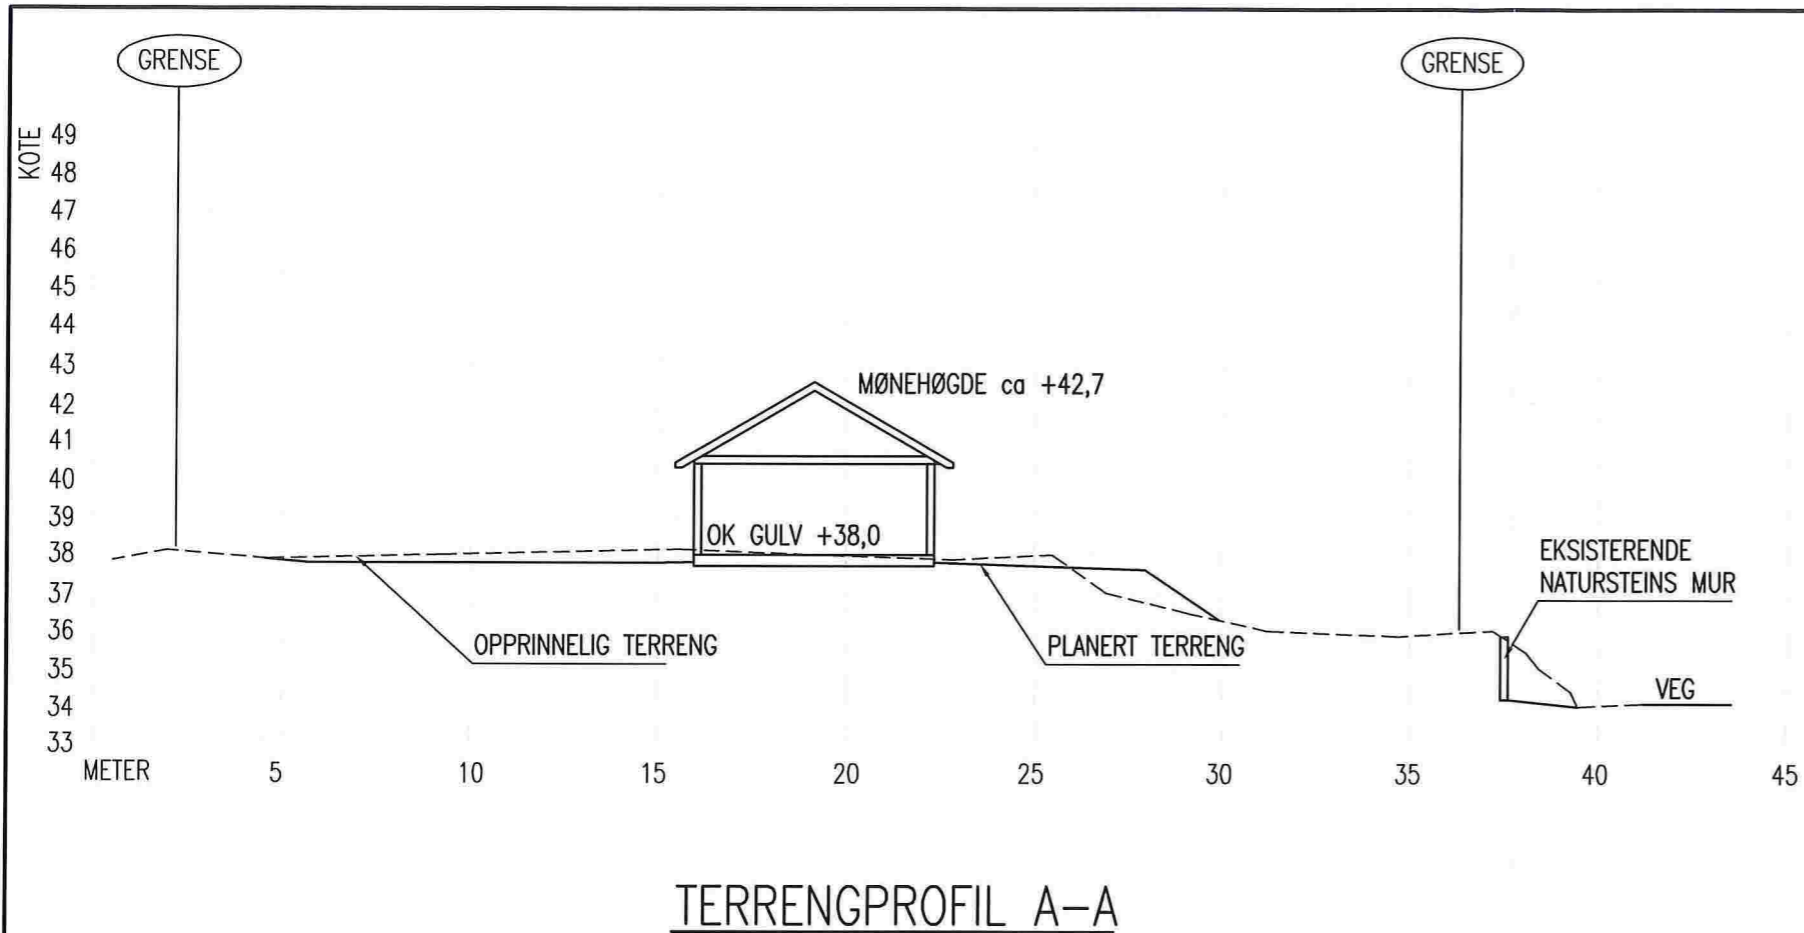 GRENSE
GRENSE
KOTE
49
48
47
46
45
44
43
42
41
40
39
38
37
36
35
34
33
MØNEHØGDE ca +42,7
OK GULV +38,0
OPPRINNELIG TERRENG
PLANERT TERRENG
EKSISTERENDE
NATURSTEINS MUR
VEG
METER 5 10 15 20 25 30 35 40 45
TERRENGPROFIL A-A